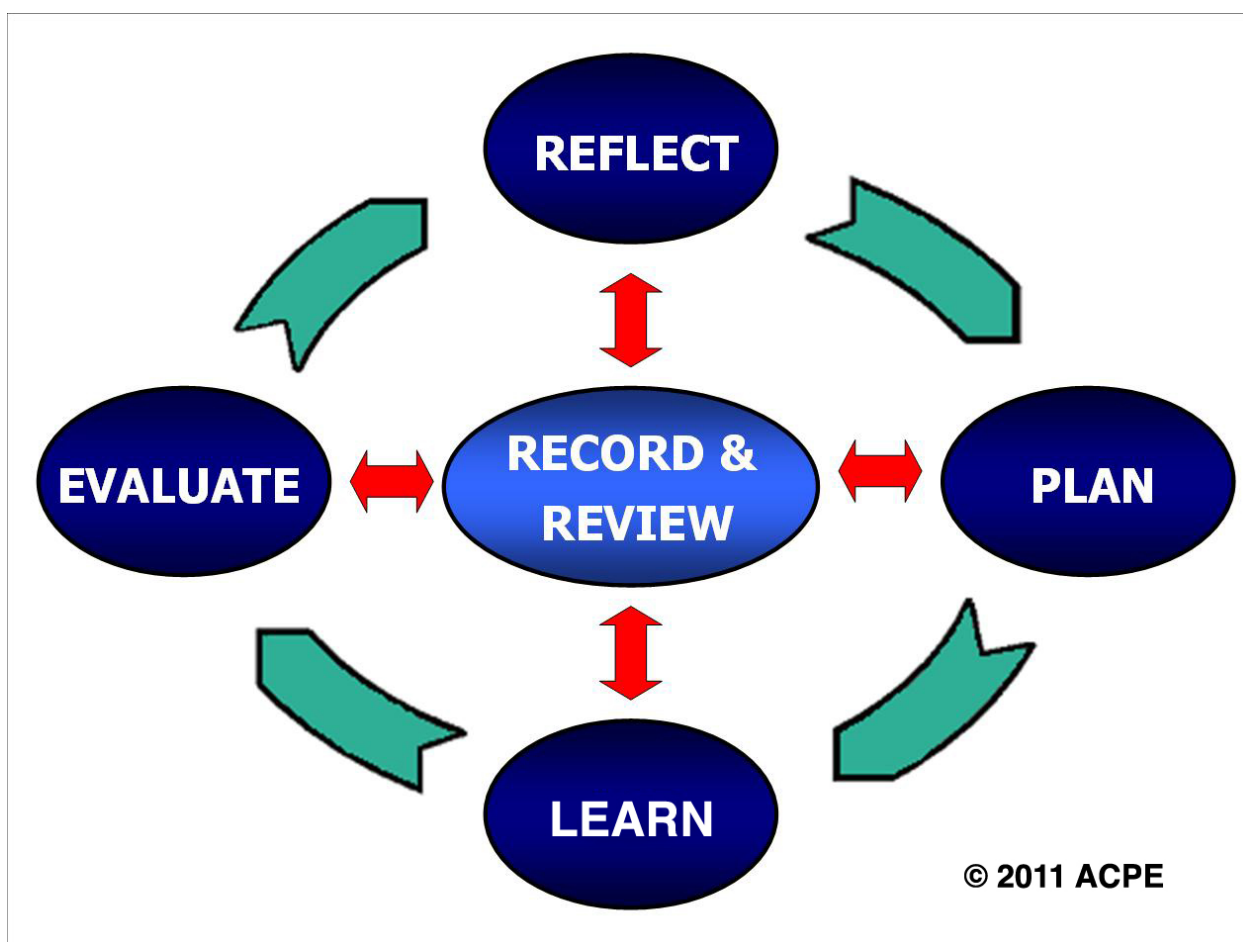 REFLECT
EVALUATE
RECORD &
REVIEW
PLAN
LEARN
© 2011 ACPE